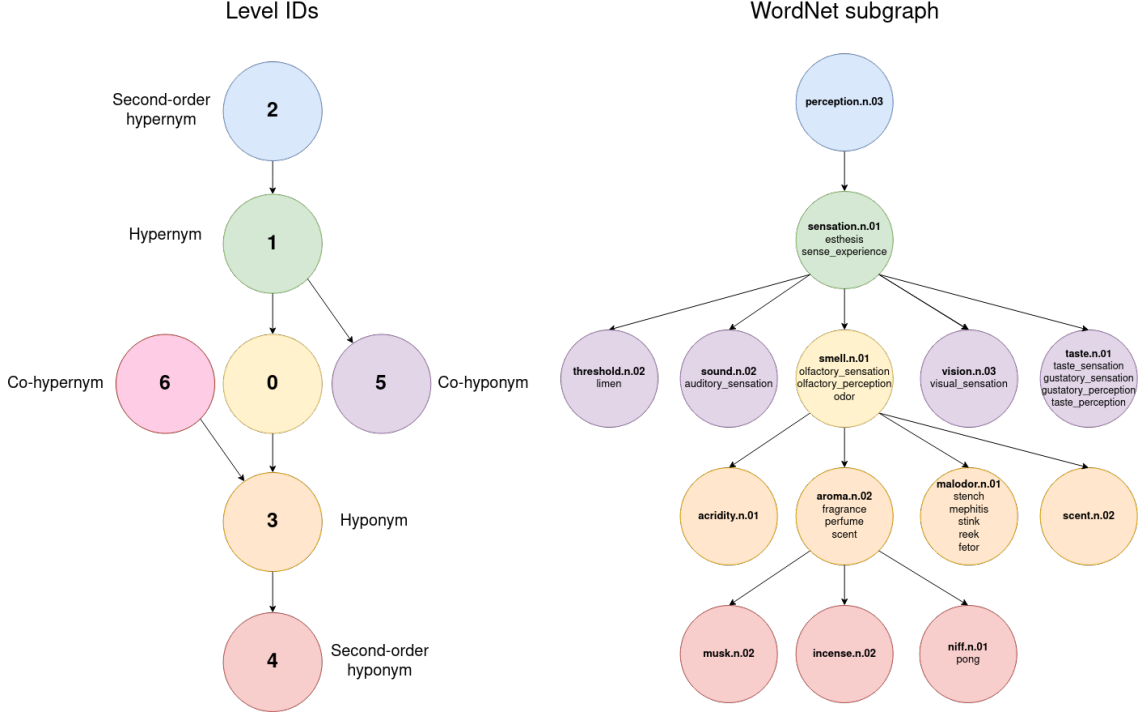 Level IDs
Second-order
hypernym
2
Hypernym
1
Co-hypernym
6
0
5
Co-hyponym
3
Hyponym
4
Second-order
hyponym
WordNet subgraph
perception.n.03
sensation.n.01
esthesis
sense_experience
threshold.n.02
limen
sound.n.02
auditory_sensation
smell.n.01
olfactory_sensation
olfactory_perception
odor
vision.n.03
visual_sensation
taste.n.01
taste_sensation
gustatory_sensation
gustatory_perception
taste_perception
acridity.n.01
aroma.n.02
fragrance
perfume
scent
malodor.n.01
stench
mephitis
stink
reek
fetor
scent.n.02
musk.n.02
incense.n.02
niff.n.01
pong